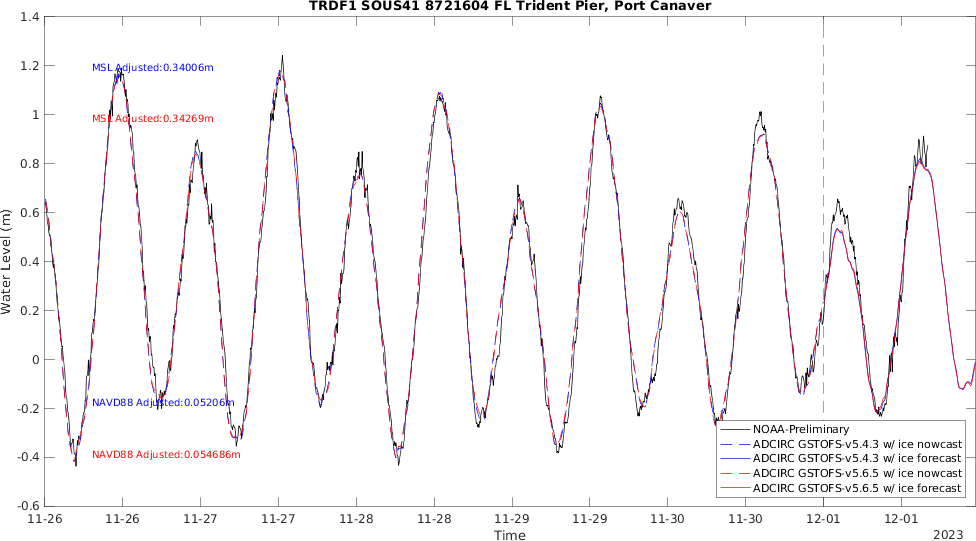 TRDF1 SOUS41 8721604 FL Trident Pier, Port Canaver
1.4
1.2
1
0.8
0.6
0.4
0.2
0
-0.2
-0.4
-0.6
Water Level (m)
MSL Adjusted:0.34006m
MSL Adjusted:0.34269m
NAVD88 Adjusted:0.05206m
NAVD88 Adjusted:0.054686m
NOAA-Preliminary
ADCIRC GSTOFS-v5.4.3 w/ ice nowcast
ADCIRC GSTOFS-v5.4.3 w/ ice forecast
ADCIRC GSTOFS-v5.6.5 w/ ice nowcast
ADCIRC GSTOFS-v5.6.5 w/ ice forecast
11-26 11-26 11-27 11-27 11-28 11-28 11-29 11-29 11-30 11-30 12-01 12-01
Time
2023